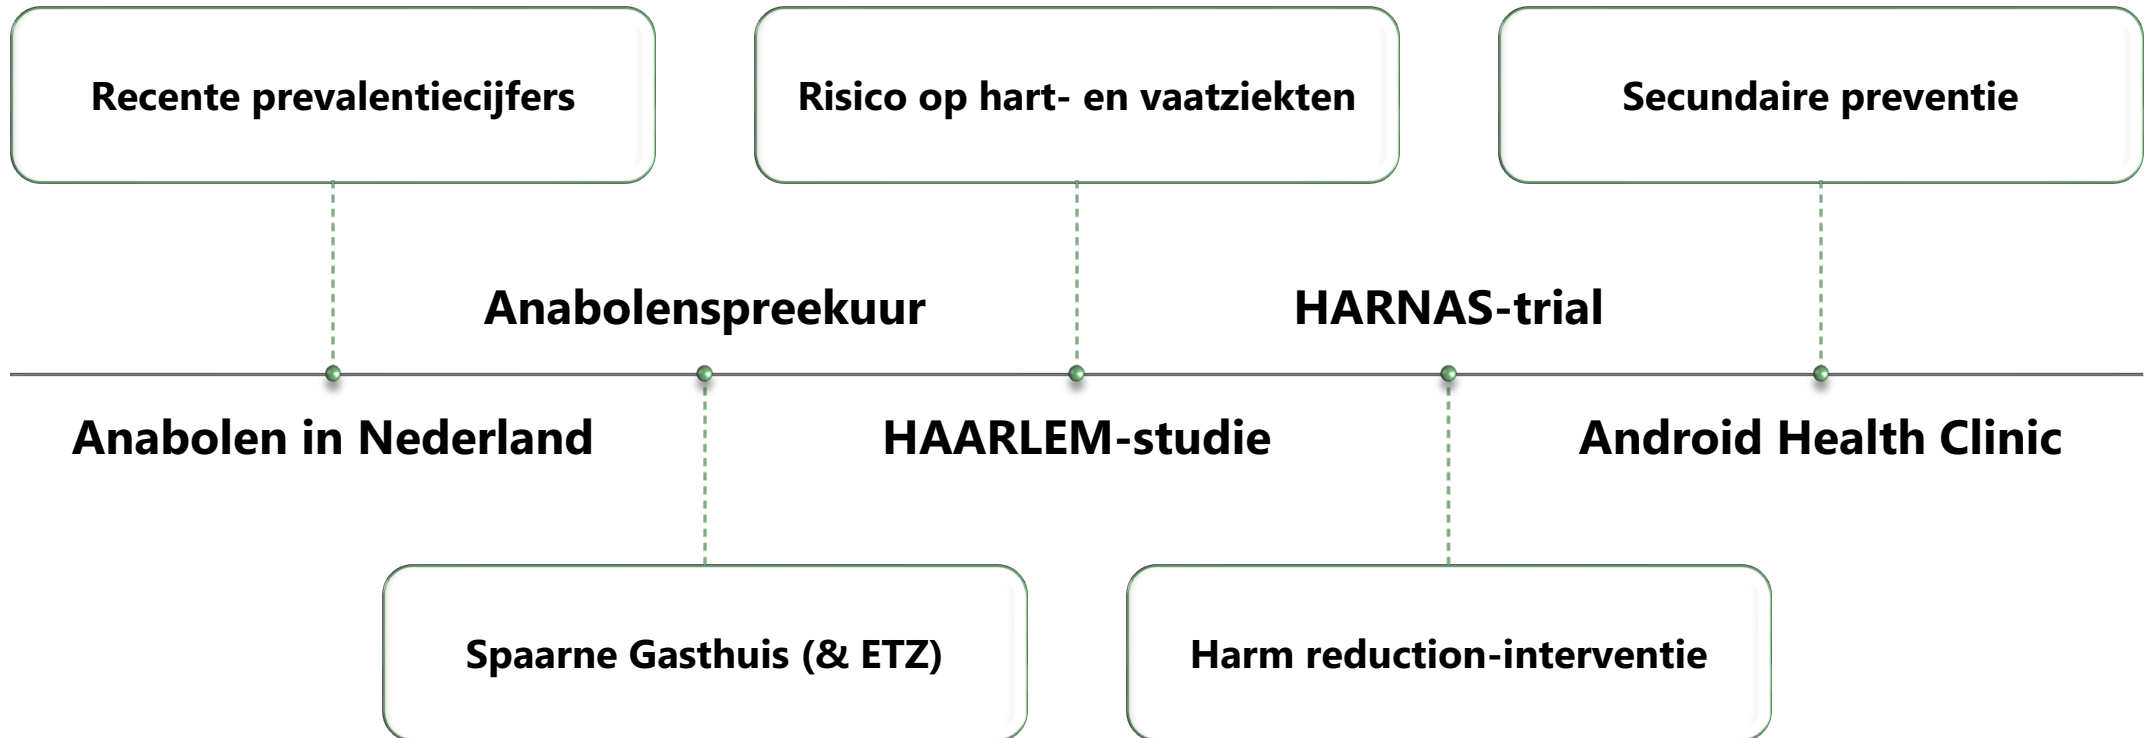 Recente prevalentiecijfers
Risico op hart- en vaatziekten
Secundaire preventie
Anabolenspreekuur
HARNAS-trial
Anabolen in Nederland
HAARLEM-studie
Android Health Clinic
Spaarne Gasthuis (& ETZ)
Harm reduction-interventie